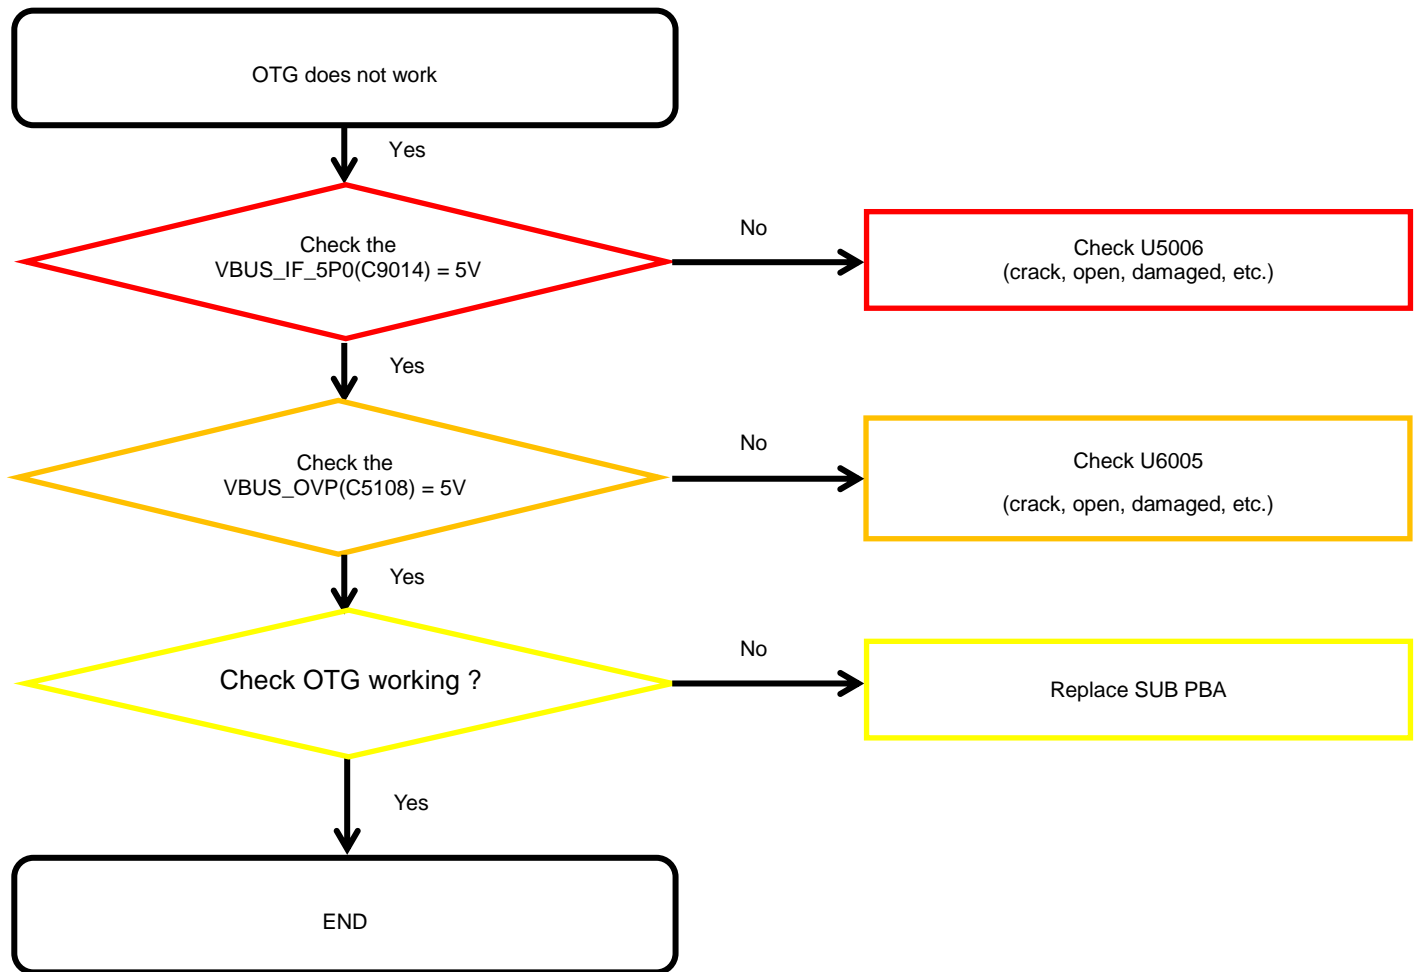 OTG does not work
Yes
Check the
VBUS_IF_5P0(C9014) = 5V
No
Check U5006
(crack, open, damaged, etc.)
Yes
Check the
VBUS_OVP(C5108) = 5V
No
Check U6005
(crack, open, damaged, etc.)
Yes
Check OTG working ?
No
Replace SUB PBA
Yes
END